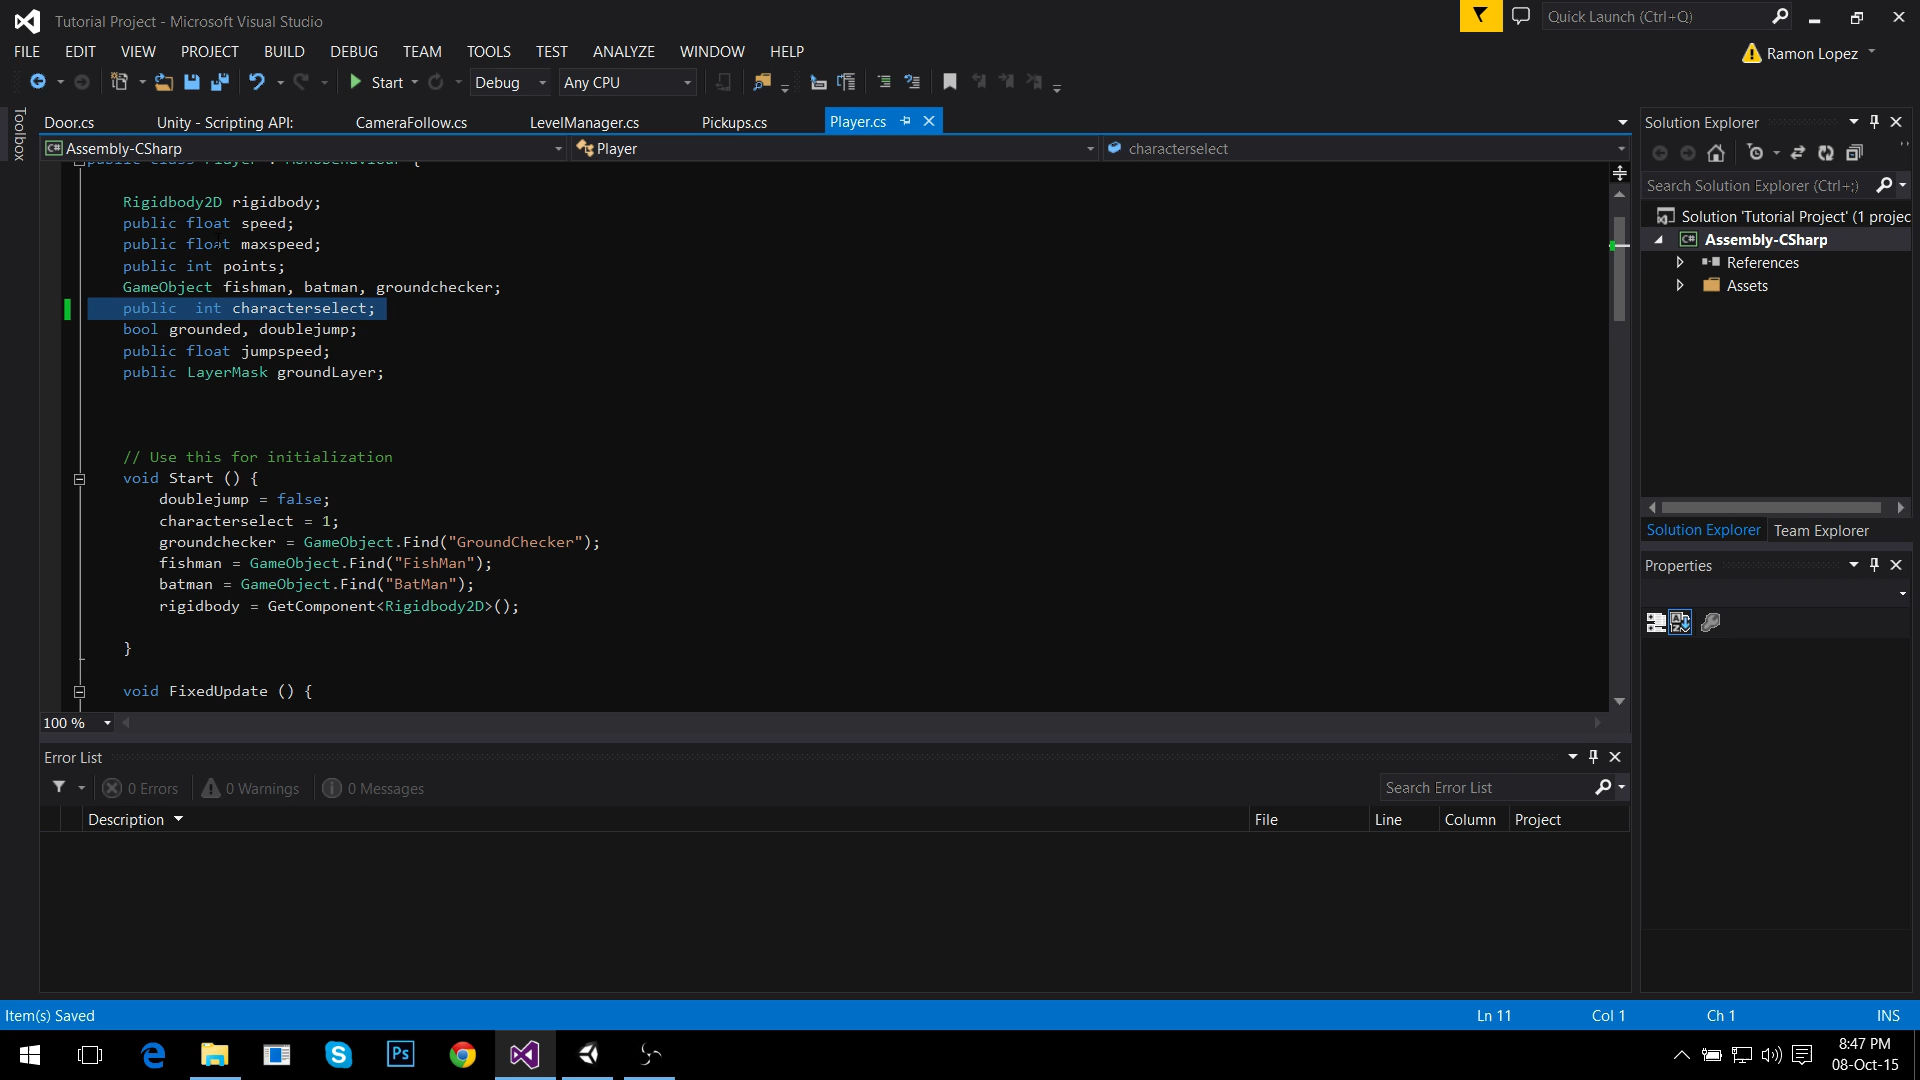 Tutorial Project - Microsoft Visual Studio
Quick Launch (Ctrl+Q)
FILE EDIT VIEW PROJECT BUILD DEBUG TEAM TOOLS TEST ANALYZE WINDOW HELP
Ramon Lopez
Start Debug Any CPU
Toolbox
Door.cs Unity - Scripting API: CameraFollow.cs LevelManager.cs Pickups.cs Player.cs
Assembly-CSharp Player characterselect
public class Player : MonoBehaviour {
Rigidbody2D rigidbody;
public float speed;
public float maxspeed;
public int points;
GameObject fishman, batman, groundchecker;
public  int characterselect;
bool grounded, doublejump;
public float jumpspeed;
public LayerMask groundLayer;
// Use this for initialization
void Start () {
doublejump = false;
characterselect = 1;
groundchecker = GameObject.Find("GroundChecker");
fishman = GameObject.Find("FishMan");
batman = GameObject.Find("BatMan");
rigidbody = GetComponent<Rigidbody2D>();
}
void FixedUpdate () {
100 %
Error List
0 Errors 0 Warnings 0 Messages
Search Error List
Description File Line Column Project
Solution Explorer
Search Solution Explorer (Ctrl+;)
Solution 'Tutorial Project' (1 projec
C# Assembly-CSharp
References
Assets
Solution Explorer Team Explorer
Properties
Item(s) Saved Ln 11 Col 1 Ch 1 INS
Ps
8:47 PM
08-Oct-15